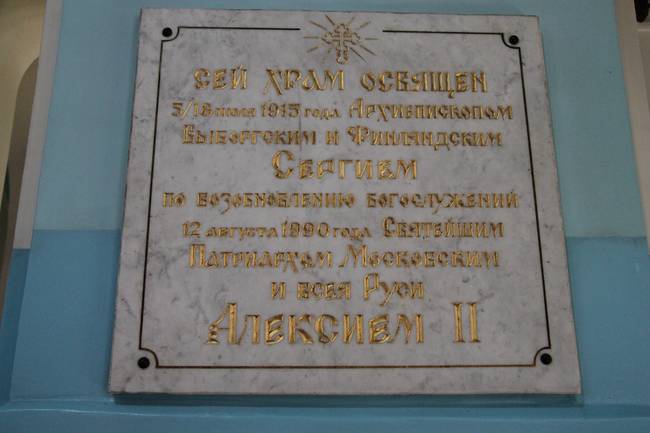 Сей храм освящен
5/18 июля 1915 года Архиепископом
Выборгским и Финляндским
Сергием
по возобновлению богослужений
12 августа 1990 года Святейшим
Патриархом Московским
и всея Руси
Алексием II